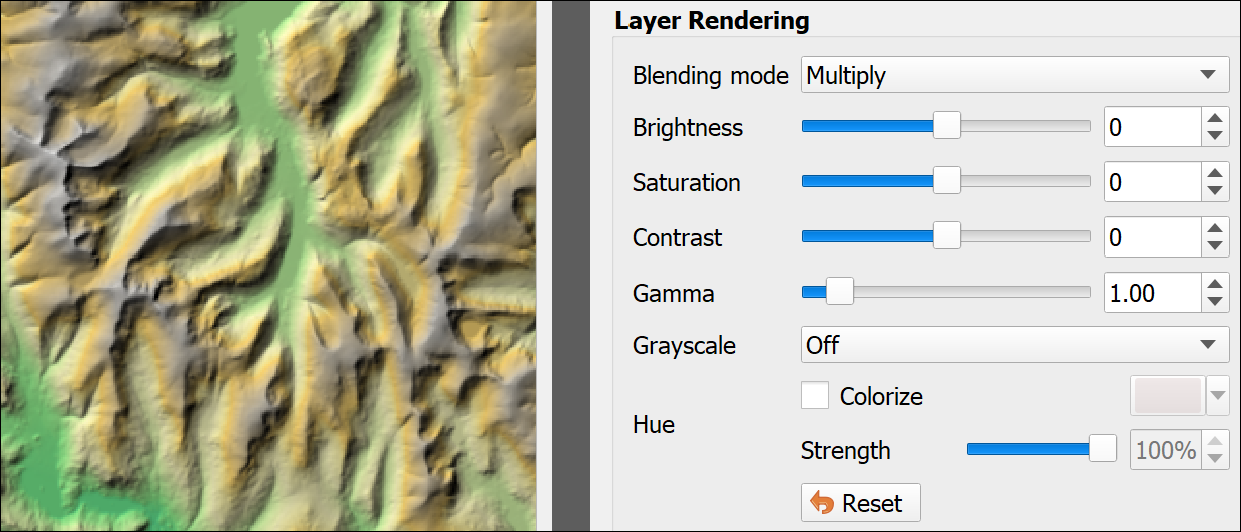 Layer Rendering
Blending mode Multiply
Brightness 0
Saturation 0
Contrast 0
Gamma 1.00
Grayscale Off
Colorize
Hue
Strength 100%
Reset